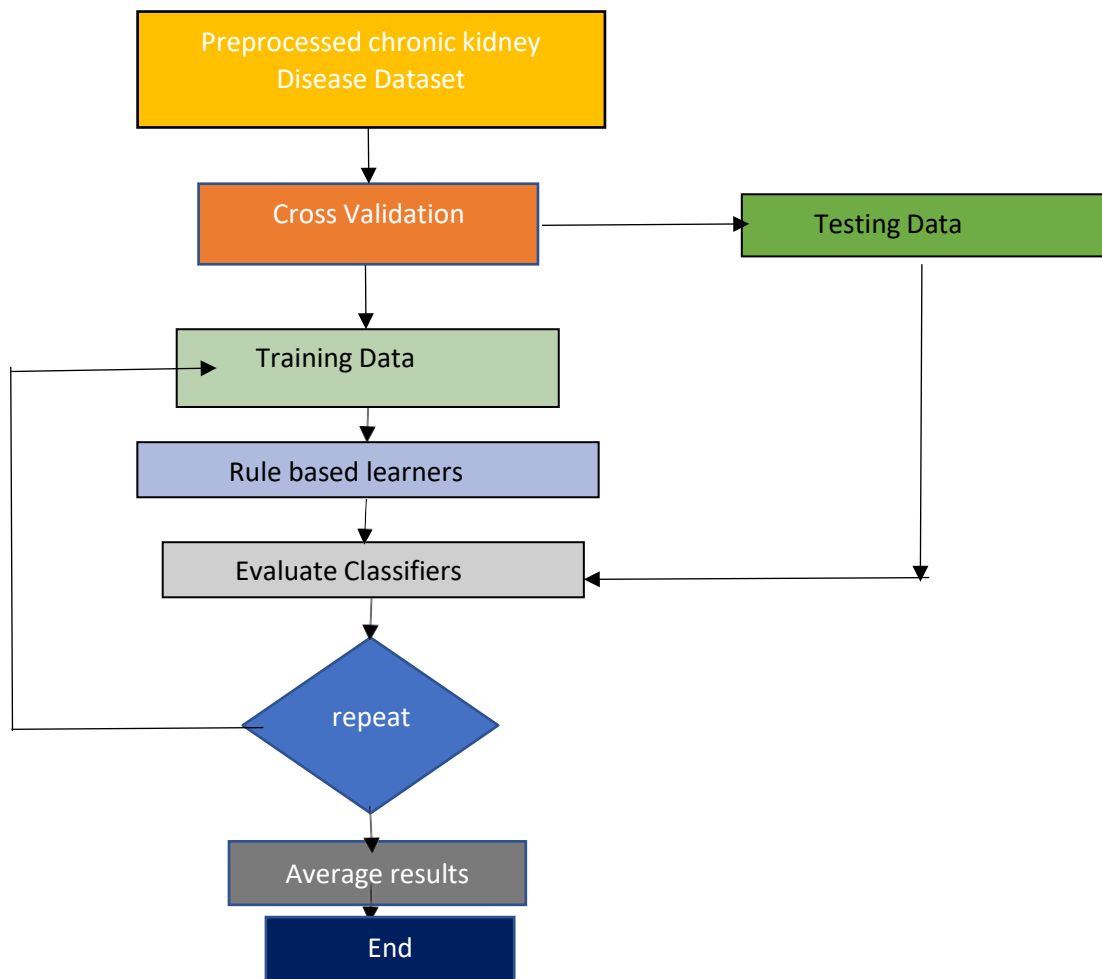 Preprocessed chronic kidney
Disease Dataset
Cross Validation
Testing Data
Training Data
Rule based learners
Evaluate Classifiers
repeat
Average results
End